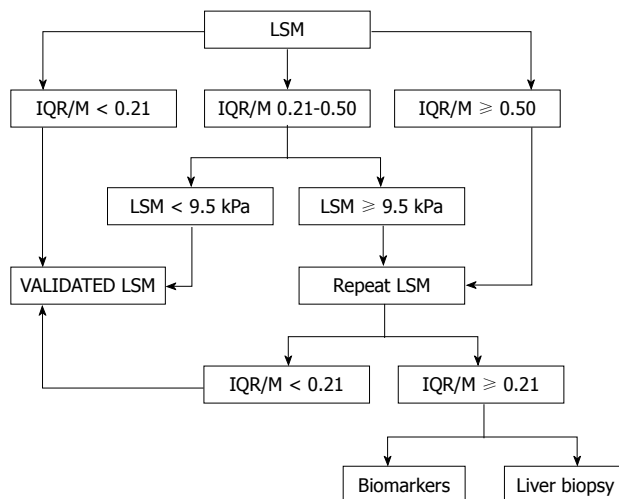 LSM
IQR/M < 0.21
IQR/M 0.21-0.50
IQR/M ⩾ 0.50
LSM < 9.5 kPa
LSM ⩾ 9.5 kPa
VALIDATED LSM
Repeat LSM
IQR/M < 0.21
IQR/M ⩾ 0.21
Biomarkers
Liver biopsy